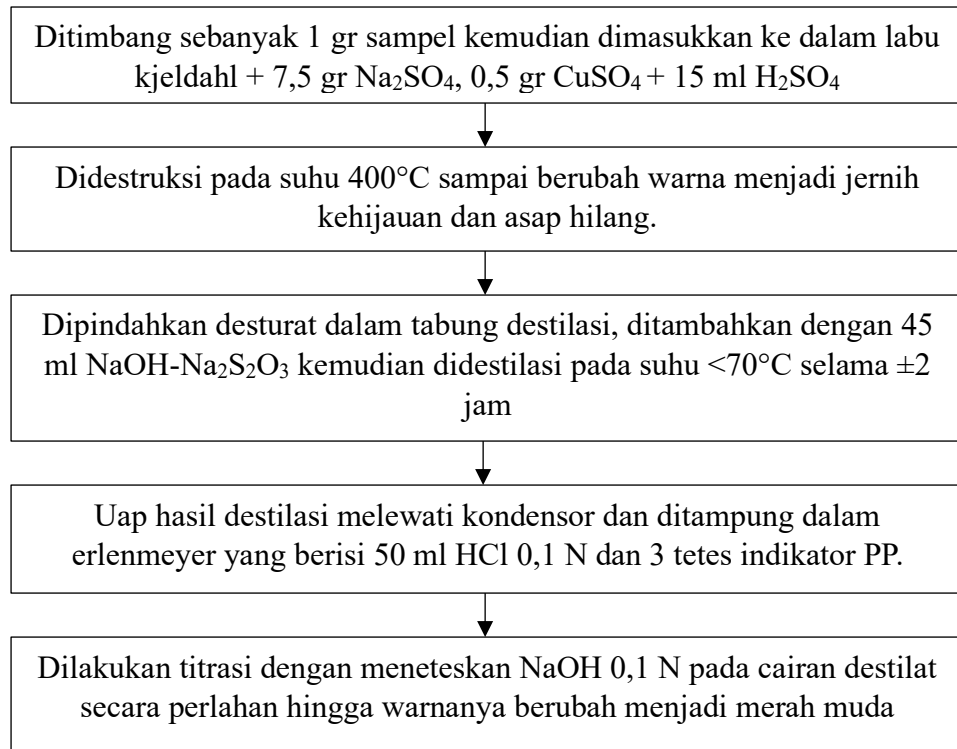 Ditimbang sebanyak 1 gr sampel kemudian dimasukkan ke dalam labu
kjeldahl + 7,5 gr Na₂SO₄, 0,5 gr CuSO₄ + 15 ml H₂SO₄
Didestruksi pada suhu 400°C sampai berubah warna menjadi jernih
kehijauan dan asap hilang.
Dipindahkan desturat dalam tabung destilasi, ditambahkan dengan 45
ml NaOH-Na₂S₂O₃ kemudian didestilasi pada suhu <70°C selama ±2
jam
Uap hasil destilasi melewati kondensor dan ditampung dalam
erlenmeyer yang berisi 50 ml HCl 0,1 N dan 3 tetes indikator PP.
Dilakukan titrasi dengan meneteskan NaOH 0,1 N pada cairan destilat
secara perlahan hingga warnanya berubah menjadi merah muda